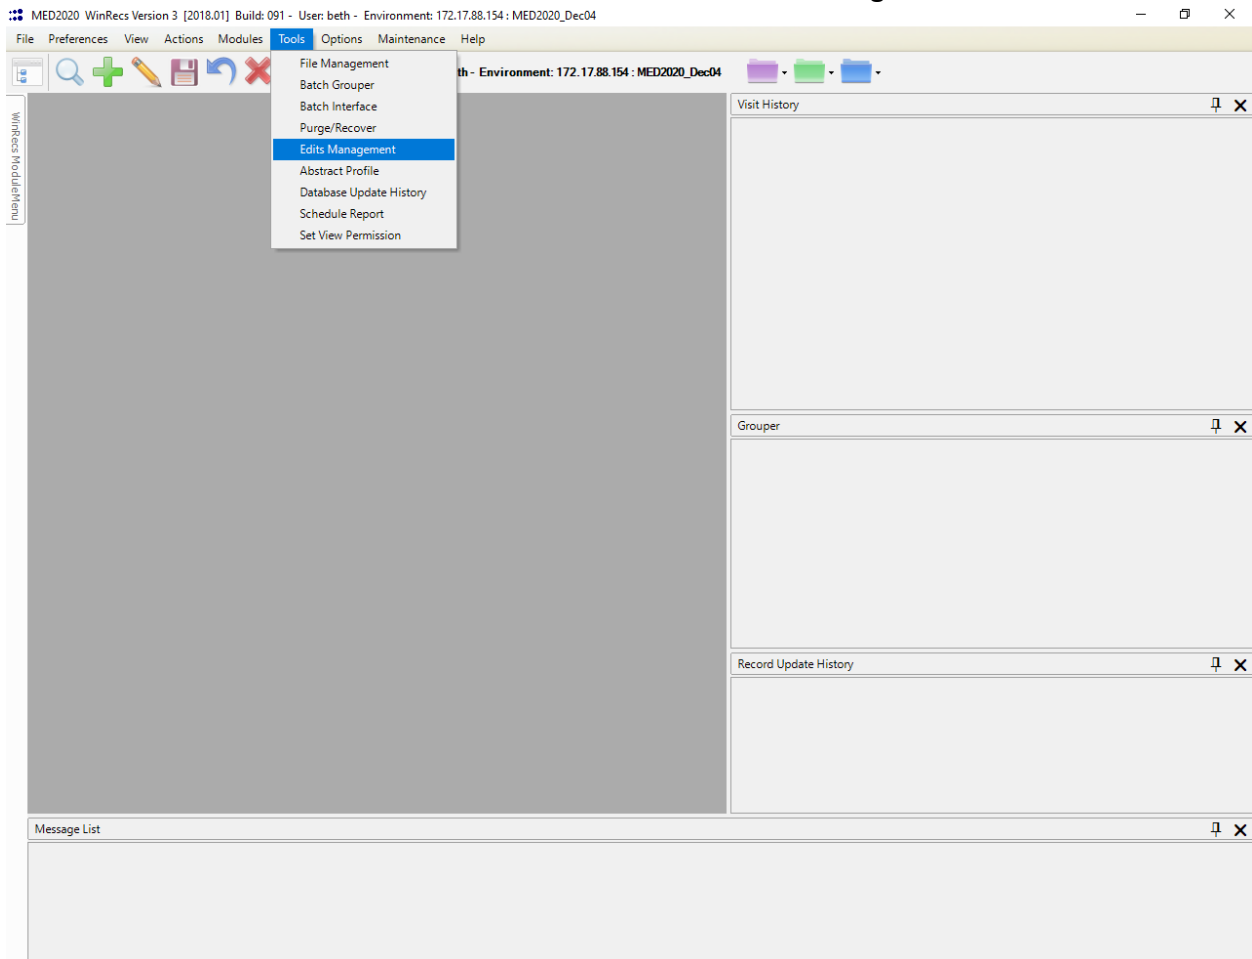 MED2020 WinRecs Version 3 [2018.01] Build: 091 - User: beth - Environment: 172.17.88.154 : MED2020_Dec04
File Preferences View Actions Modules Tools Options Maintenance Help
th - Environment: 172.17.88.154 : MED2020_Dec04
File Management
Batch Grouper
Batch Interface
Purge/Recover
Edits Management
Abstract Profile
Database Update History
Schedule Report
Set View Permission
WinRecs ModuleMenu
Visit History
Grouper
Record Update History
Message List